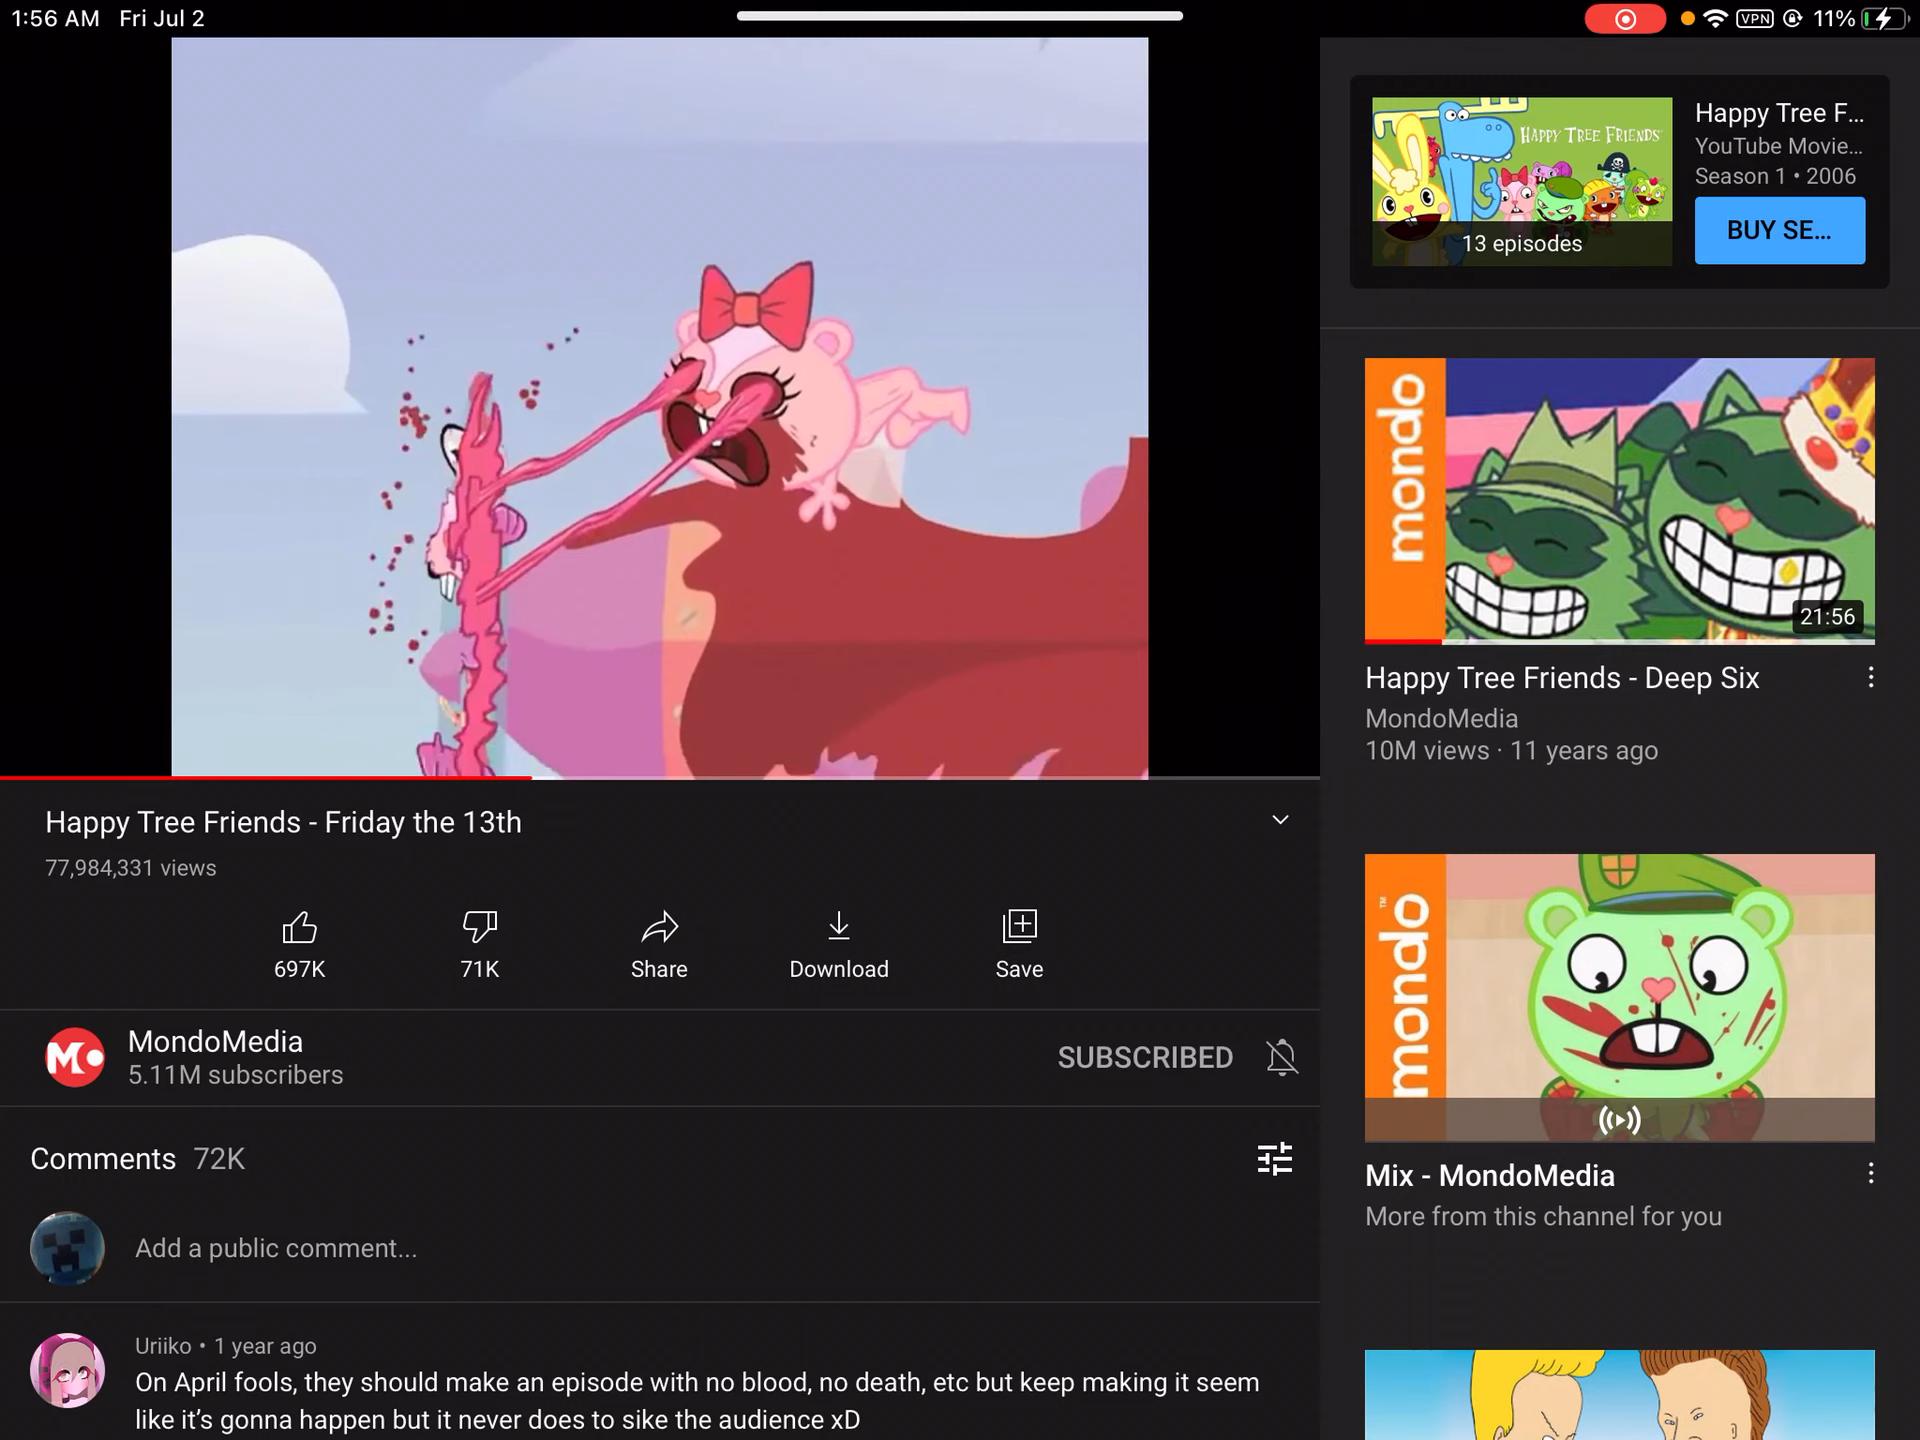 1:56 AM Fri Jul 2
VPN 11%
Happy Tree Friends - Friday the 13th
77,984,331 views
697K
71K
Share
Download
Save
MondoMedia
5.11M subscribers
SUBSCRIBED
Comments 72K
Add a public comment...
Uriiko • 1 year ago
On April fools, they should make an episode with no blood, no death, etc but keep making it seem
like it's gonna happen but it never does to sike the audience xD
HAPPY TREE FRIENDS
13 episodes
Happy Tree F...
YouTube Movie...
Season 1 • 2006
BUY SE...
mondo
21:56
Happy Tree Friends - Deep Six
MondoMedia
10M views · 11 years ago
mondo™
Mix - MondoMedia
More from this channel for you